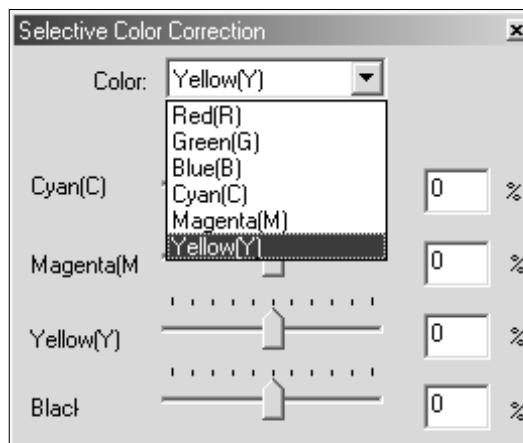 Selective Color Correction
Color: Yellow(Y)
Red(R)
Green(G)
Blue(B)
Cyan(C)
Magenta(M)
Yellow(Y)
Cyan(C) 0 %
Magenta(M 0 %
Yellow(Y) 0 %
Black 0 %